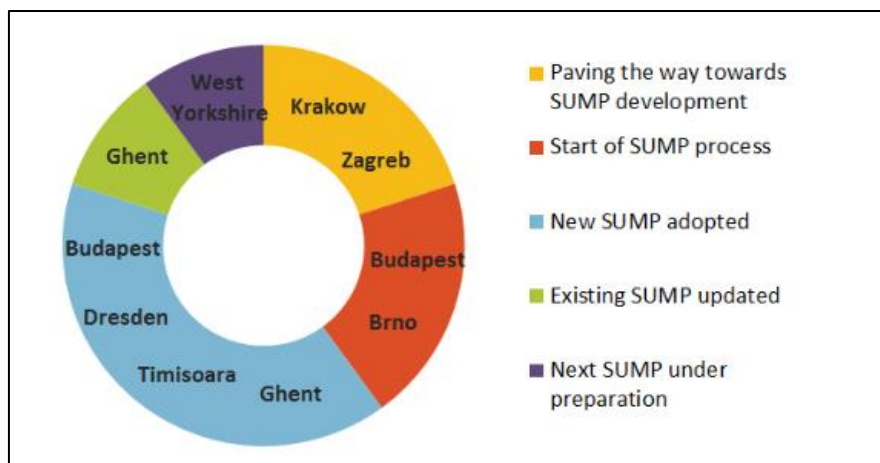 West
Yorkshire
Krakow
Zagreb
Ghent
Budapest
Budapest
Dresden
Brno
Timisoara
Ghent
Paving the way towards
SUMP development
Start of SUMP process
New SUMP adopted
Existing SUMP updated
Next SUMP under
preparation